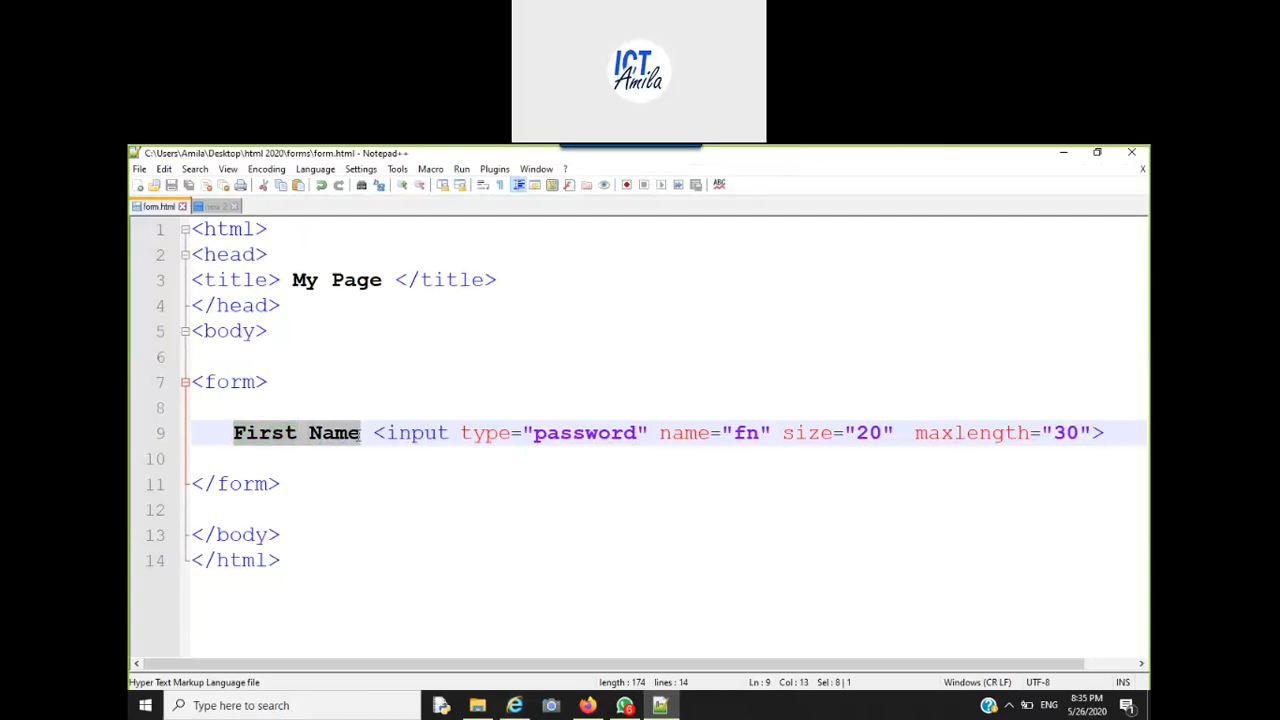 ICT.
Amila
C:\Users\Amila\Desktop\html 2020\forms\form.html - Notepad++
File Edit Search View Encoding Language Settings Tools Macro Run Plugins Window ? X
form.html new 2
1 <html>
2 <head>
3 <title> My Page </title>
4 </head>
5 <body>
6
7 <form>
8
9 First Name <input type="password" name="fn" size="20" maxlength="30">
10
11 </form>
12
13 </body>
14 </html>
Hyper Text Markup Language file length : 174 lines : 14 Ln : 9 Col : 13 Sel : 8 | 1 Windows (CR LF) UTF-8 INS
Type here to search 6 ENG 8:35 PM
5/26/2020 1